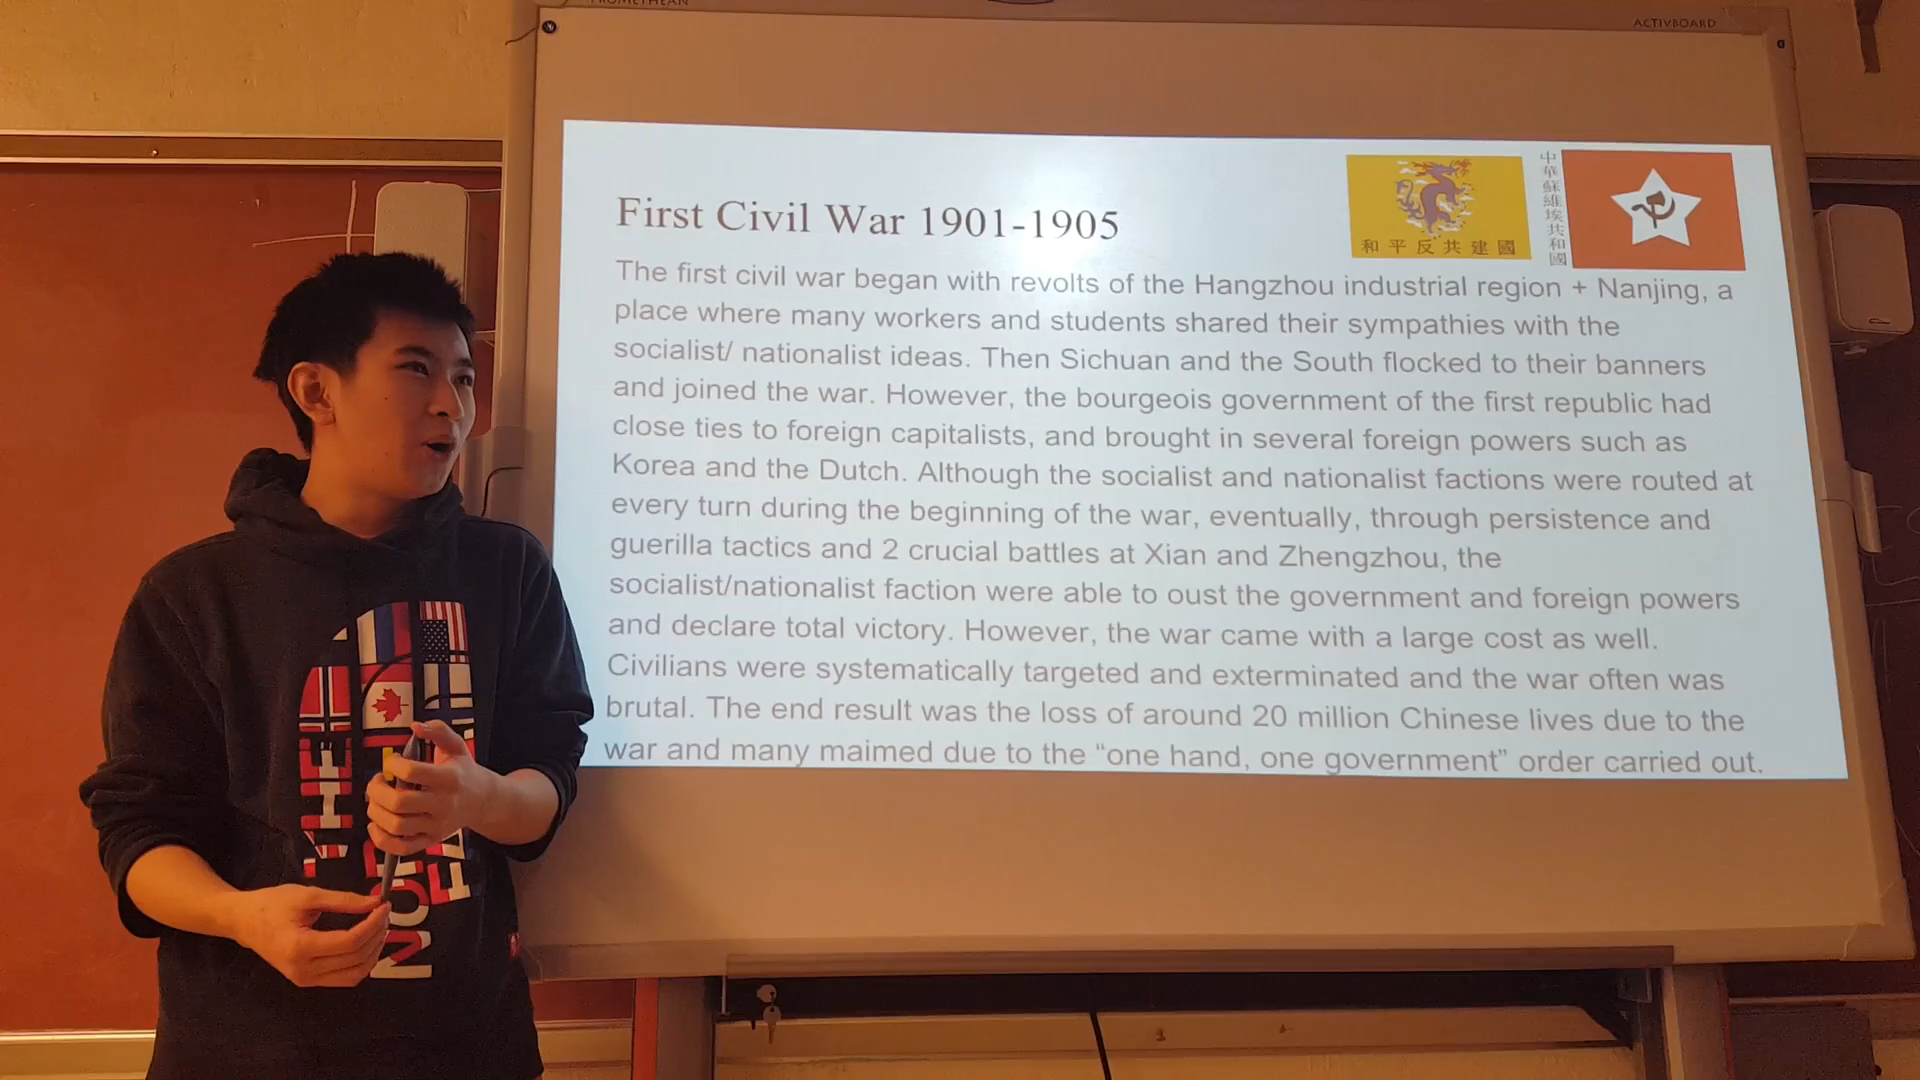 PROMETHEAN
ACTIVBOARD
First Civil War 1901-1905
和平反共建國
中華蘇維埃共和國
The first civil war began with revolts of the Hangzhou industrial region + Nanjing, a
place where many workers and students shared their sympathies with the
socialist/ nationalist ideas. Then Sichuan and the South flocked to their banners
and joined the war. However, the bourgeois government of the first republic had
close ties to foreign capitalists, and brought in several foreign powers such as
Korea and the Dutch. Although the socialist and nationalist factions were routed at
every turn during the beginning of the war, eventually, through persistence and
guerilla tactics and 2 crucial battles at Xian and Zhengzhou, the
socialist/nationalist faction were able to oust the government and foreign powers
and declare total victory. However, the war came with a large cost as well.
Civilians were systematically targeted and exterminated and the war often was
brutal. The end result was the loss of around 20 million Chinese lives due to the
war and many maimed due to the “one hand, one government” order carried out.
THE